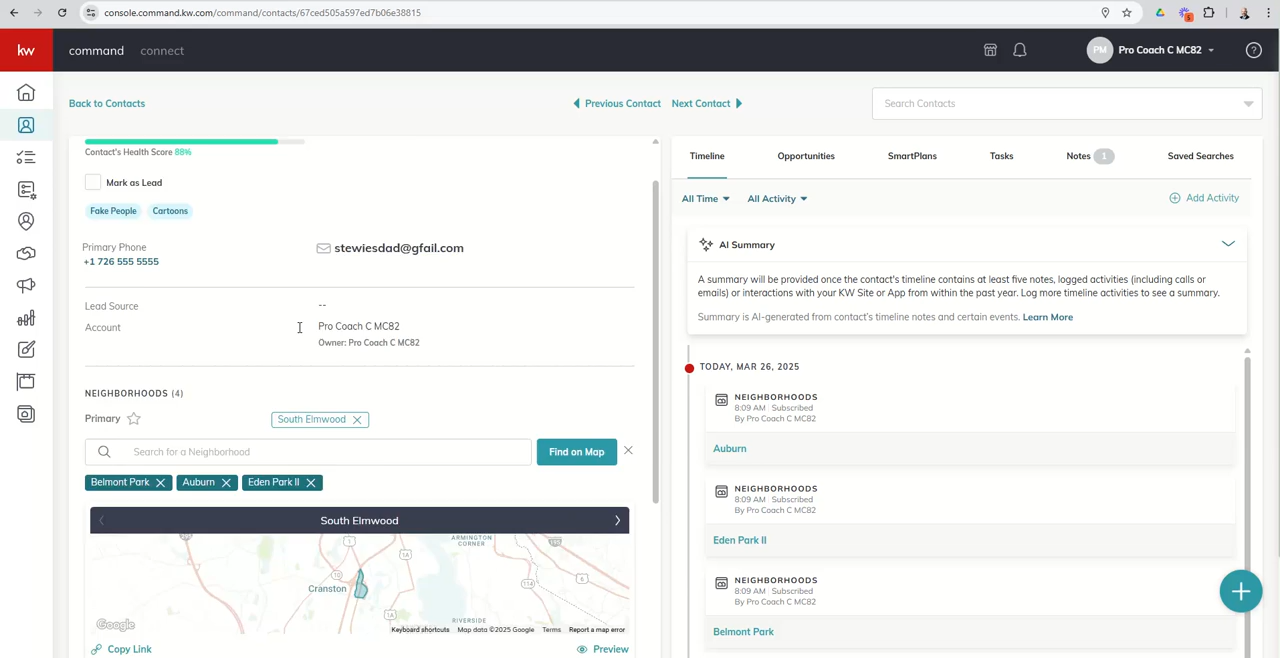 console.command.kw.com/command/contacts/67ced505a597ed7b06e38815
kw
command
connect
PM
Pro Coach C MC82
Back to Contacts
Previous Contact
Next Contact
Search Contacts
Contact's Health Score 88%
Mark as Lead
Fake People
Cartoons
Primary Phone
+1 726 555 5555
stewiesdad@gfail.com
Lead Source
--
Account
Pro Coach C MC82
Owner: Pro Coach C MC82
NEIGHBORHOODS (4)
Primary
South Elmwood
Search for a Neighborhood
Find on Map
Belmont Park
Auburn
Eden Park II
South Elmwood
ARMINGTON
CORNER
Cranston
RIVERSIDE
Google
Keyboard shortcuts
Map data ©2025 Google
Terms
Report a map error
Copy Link
Preview
Timeline
Opportunities
SmartPlans
Tasks
Notes
1
Saved Searches
All Time
All Activity
Add Activity
AI Summary
A summary will be provided once the contact's timeline contains at least five notes, logged activities (including calls or
emails) or interactions with your KW Site or App from within the past year. Log more timeline activities to see a summary.
Summary is AI-generated from contact's timeline notes and certain events. Learn More
TODAY, MAR 26, 2025
NEIGHBORHOODS
8:09 AM | Subscribed
By Pro Coach C MC82
Auburn
NEIGHBORHOODS
8:09 AM | Subscribed
By Pro Coach C MC82
Eden Park II
NEIGHBORHOODS
8:09 AM | Subscribed
By Pro Coach C MC82
Belmont Park